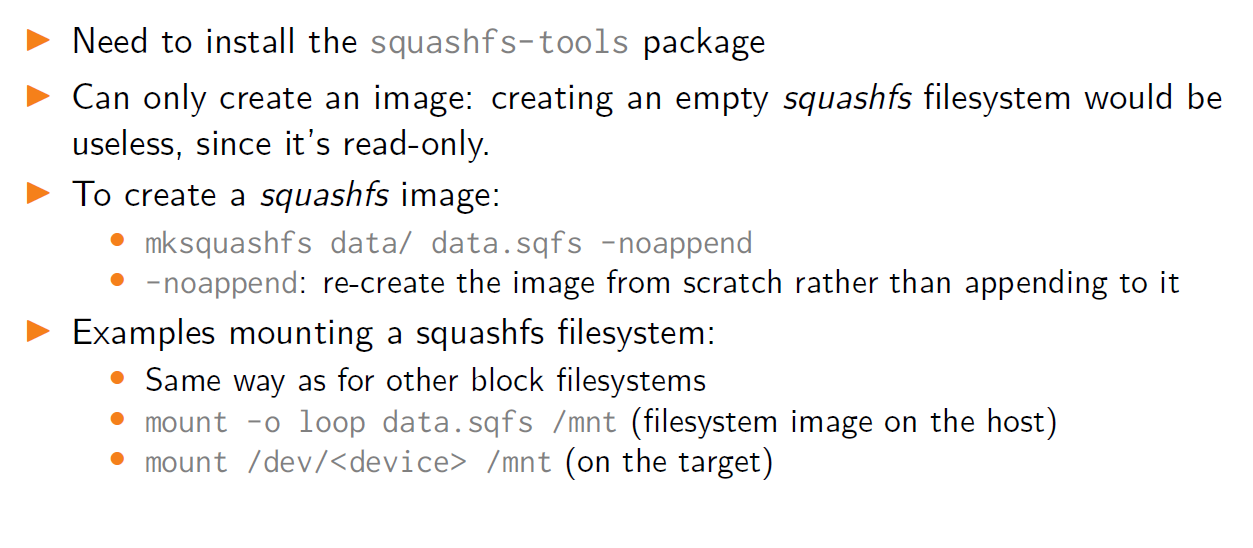 Need to install the squashfs-tools package
Can only create an image: creating an empty squashfs filesystem would be
useless, since it's read-only.
To create a squashfs image:
mksquashfs data/ data.sqfs -noappend
-noappend: re-create the image from scratch rather than appending to it
Examples mounting a squashfs filesystem:
Same way as for other block filesystems
mount -o loop data.sqfs /mnt (filesystem image on the host)
mount /dev/<device> /mnt (on the target)